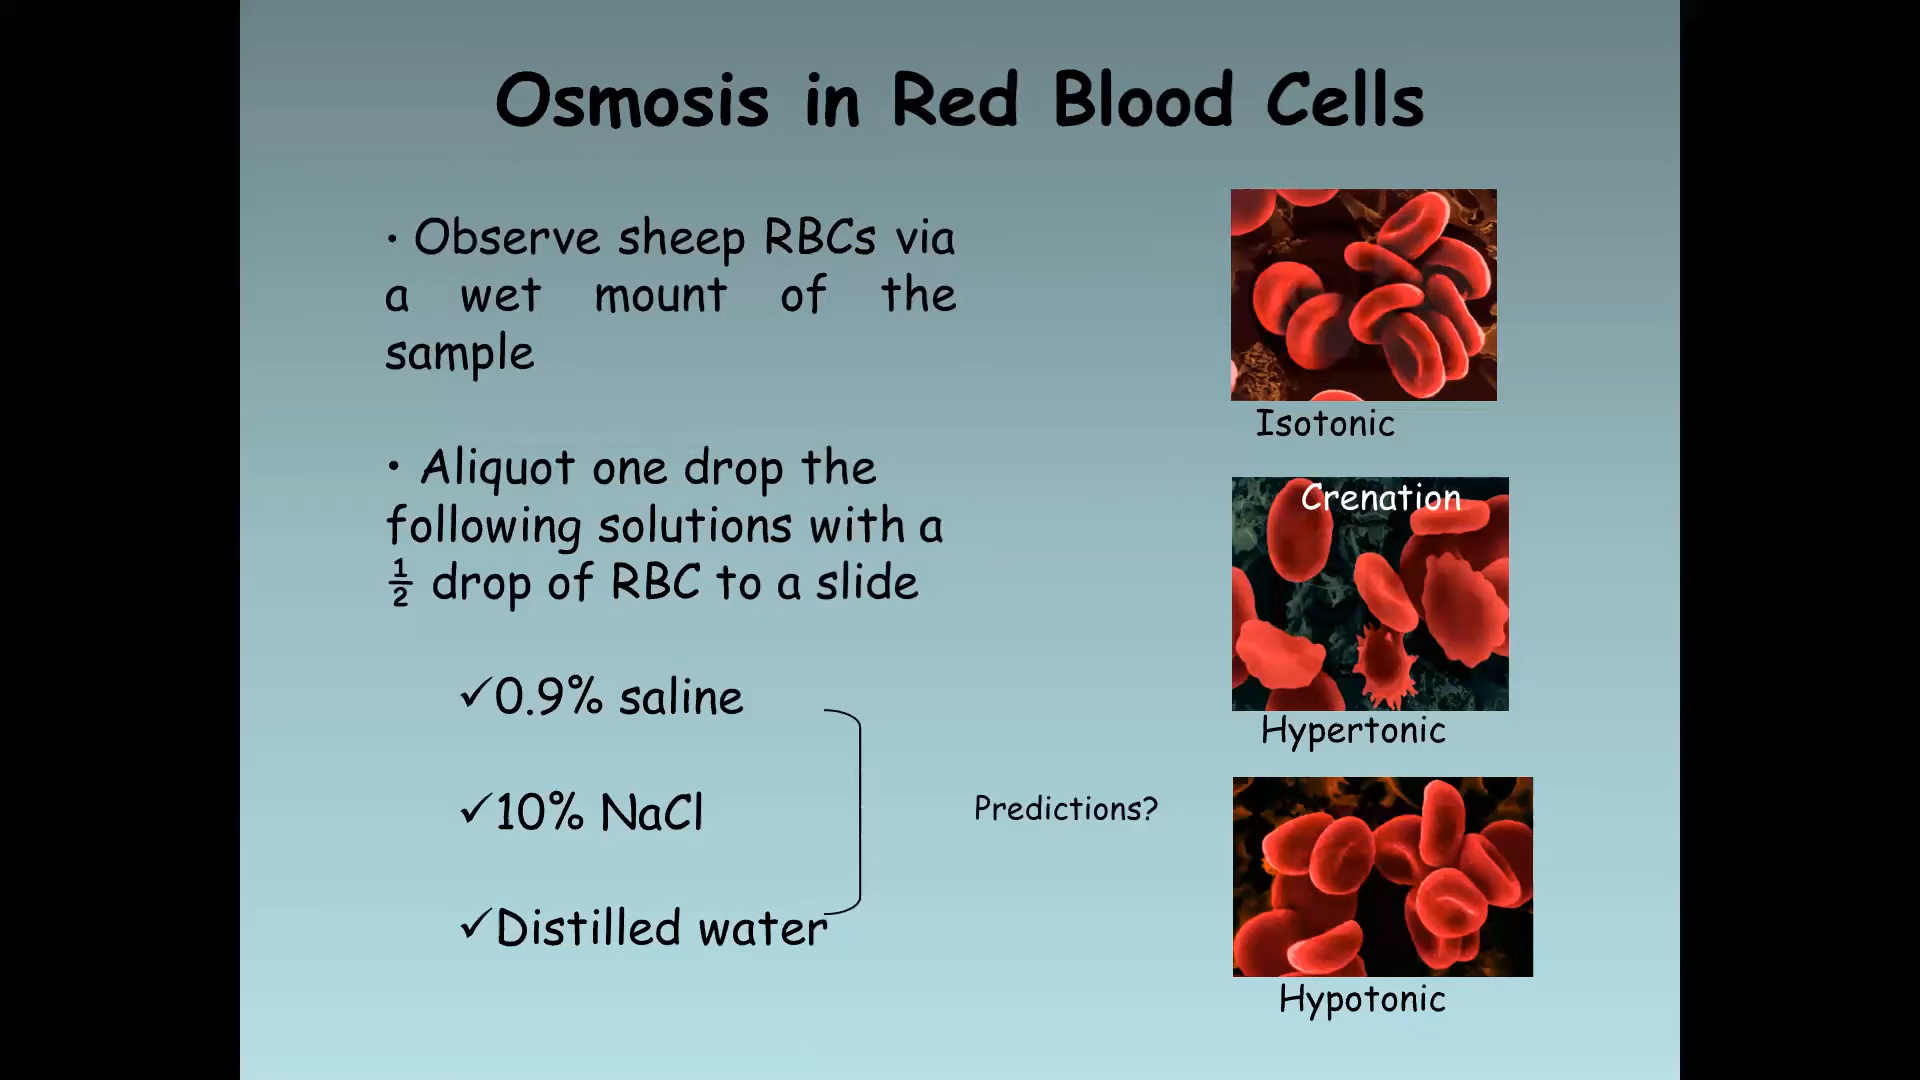 Osmosis in Red Blood Cells
• Observe sheep RBCs via
a wet mount of the
sample
• Aliquot one drop the
following solutions with a
½ drop of RBC to a slide
✓0.9% saline
✓10% NaCl
✓Distilled water
Predictions?
Isotonic
Crenation
Hypertonic
Hypotonic